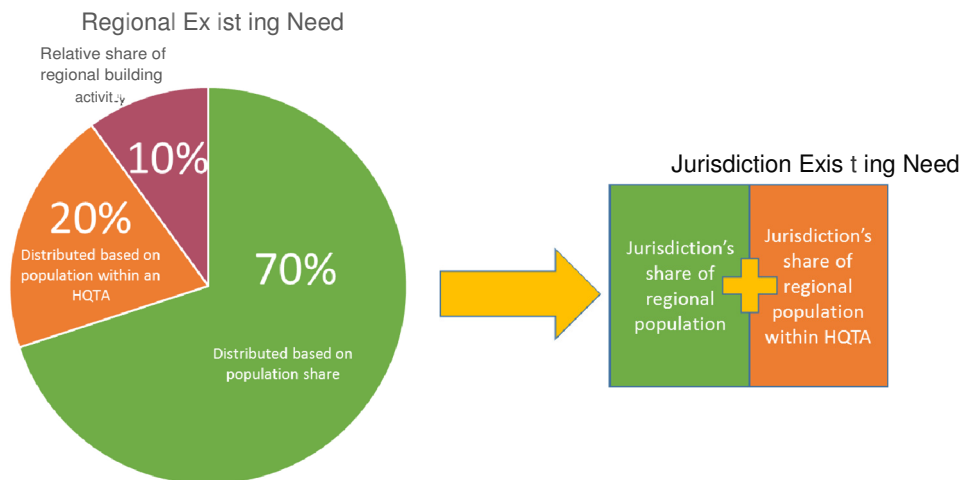 Regional Ex ist ing Need
Relative share of
regional building
activity
10%
20%
Distributed based on
population within an
HQTA
70%
Distributed based on
population share
Jurisdiction Exis t ing Need
Jurisdiction's
share of
regional
population
Jurisdiction's
share of
regional
population
within HQTA